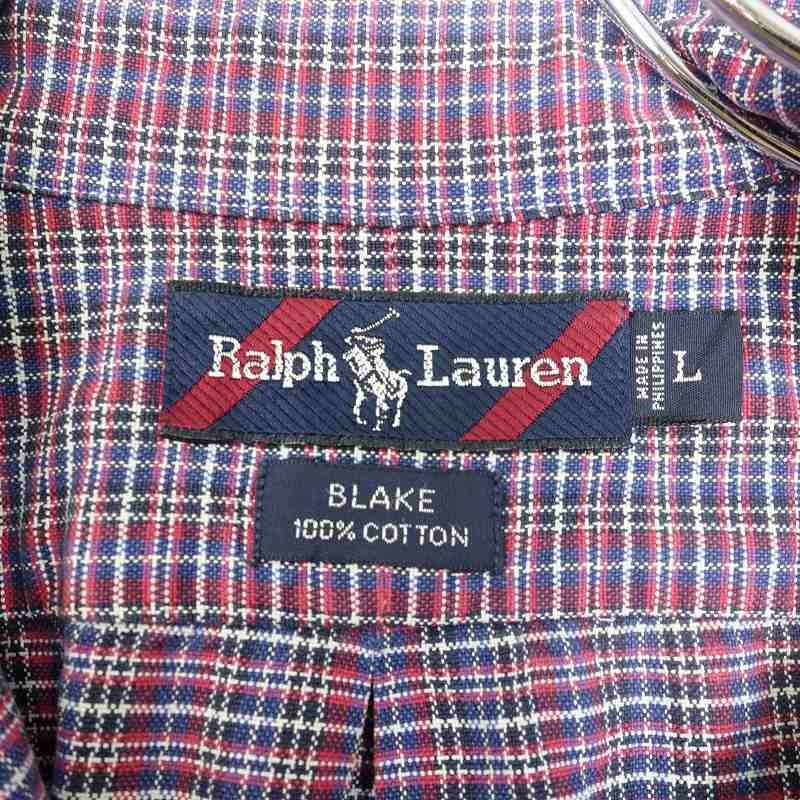 Ralph Lauren
MADE IN
PHILIPPINES
L
BLAKE
100% COTTON